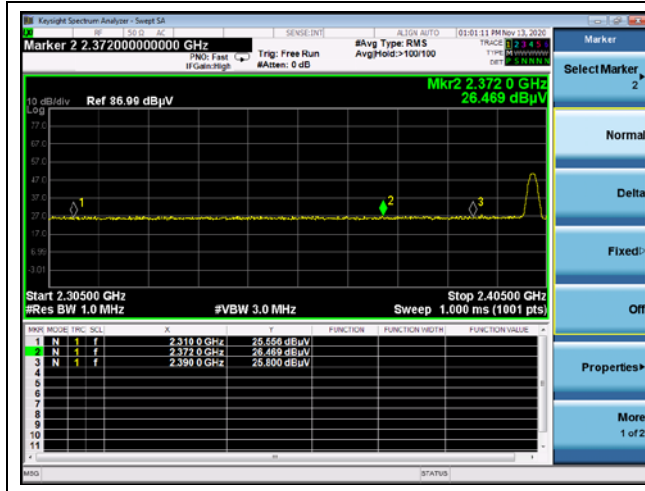 Keysight Spectrum Analyzer - Swept SA
RF 50 Ω AC SENSE:INT ALIGN AUTO 01:01:11 PM Nov 13, 2020
Marker 2 2.372000000000 GHz
PNO: Fast
IFGain:High
Trig: Free Run
#Atten: 0 dB
#Avg Type: RMS
Avg|Hold:>100/100
TRACE 1 2 3 4 5 6
TYPE M WWWWW
DET P S N N N N
Mkr2 2.372 0 GHz
26.469 dBµV
10 dB/div Ref 86.99 dBµV
Log
77.0
67.0
57.0
47.0
37.0
27.0
17.0
6.99
-3.01
1
2
3
Start 2.30500 GHz Stop 2.40500 GHz
#Res BW 1.0 MHz #VBW 3.0 MHz Sweep 1.000 ms (1001 pts)
MKR MODE TRC SCL X Y FUNCTION FUNCTION WIDTH FUNCTION VALUE
1 N 1 f 2.310 0 GHz 25.556 dBµV
2 N 1 f 2.372 0 GHz 26.469 dBµV
3 N 1 f 2.390 0 GHz 25.800 dBµV
4
5
6
7
8
9
10
11
MSG STATUS
Marker
Select Marker
2
Normal
Delta
Fixed
Off
Properties
More
1 of 2